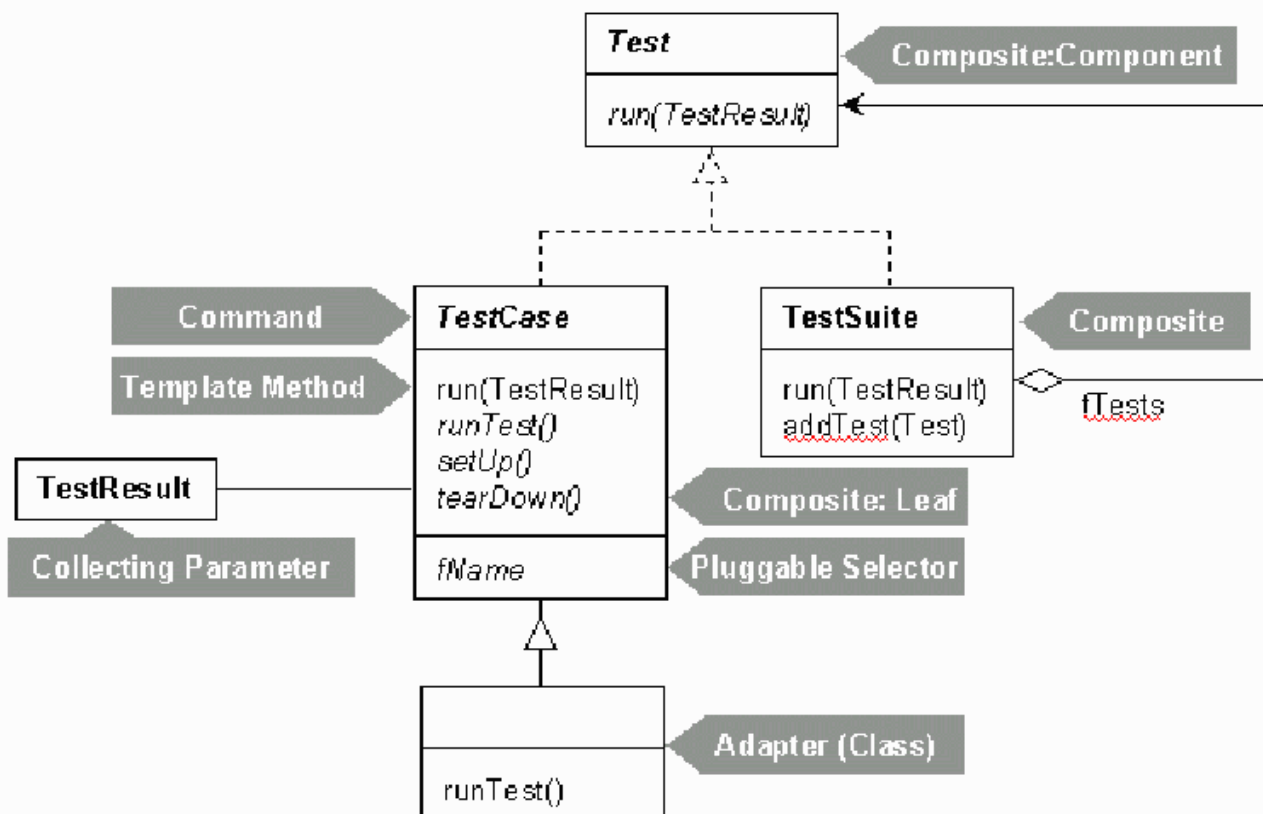 Test
Composite:Component
run(TestResult)
Command
TestCase
TestSuite
Composite
Template Method
run(TestResult)
runTest()
setUp()
tearDown()
run(TestResult)
addTest(Test)
fTests
TestResult
Composite: Leaf
Collecting Parameter
fName
Pluggable Selector
Adapter (Class)
runTest()